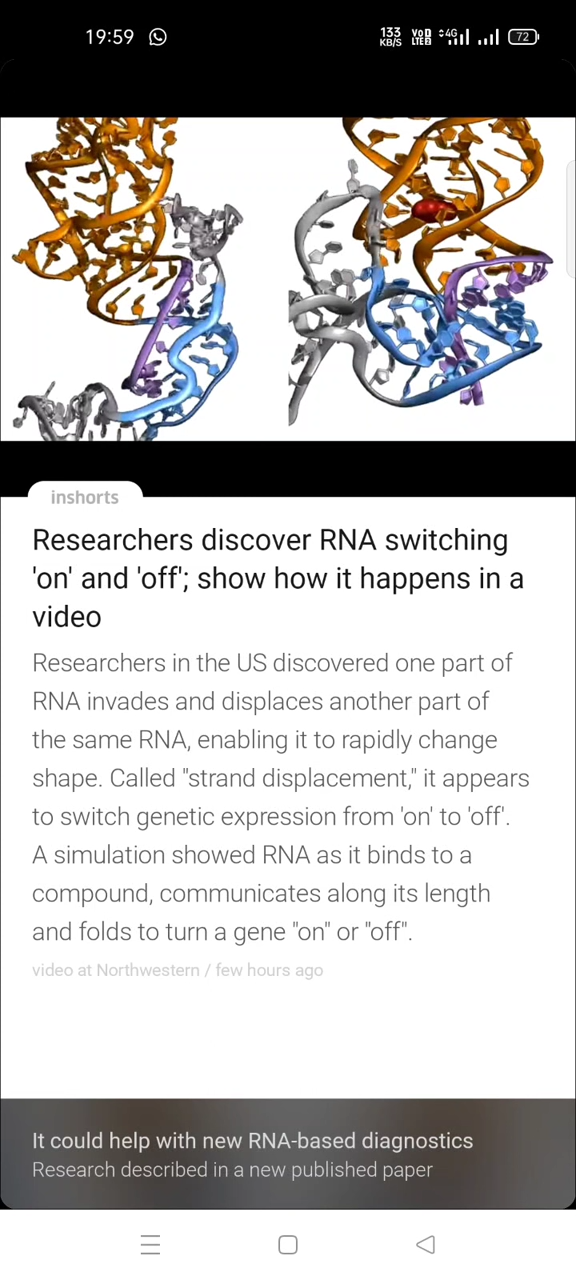 19:59
133 KB/S VoD LTE2 4G 72
inshorts
Researchers discover RNA switching
'on' and 'off'; show how it happens in a
video
Researchers in the US discovered one part of
RNA invades and displaces another part of
the same RNA, enabling it to rapidly change
shape. Called "strand displacement," it appears
to switch genetic expression from 'on' to 'off'.
A simulation showed RNA as it binds to a
compound, communicates along its length
and folds to turn a gene "on" or "off".
video at Northwestern / few hours ago
It could help with new RNA-based diagnostics
Research described in a new published paper